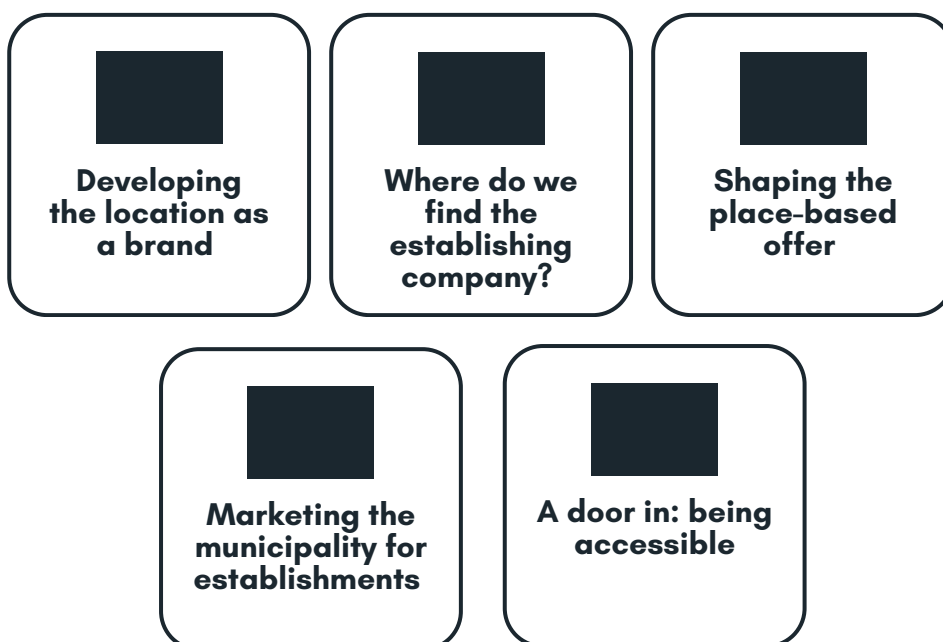 Developing
the location as
a brand
Where do we
find the
establishing
company?
Shaping the
place-based
offer
Marketing the
municipality for
establishments
A door in: being
accessible